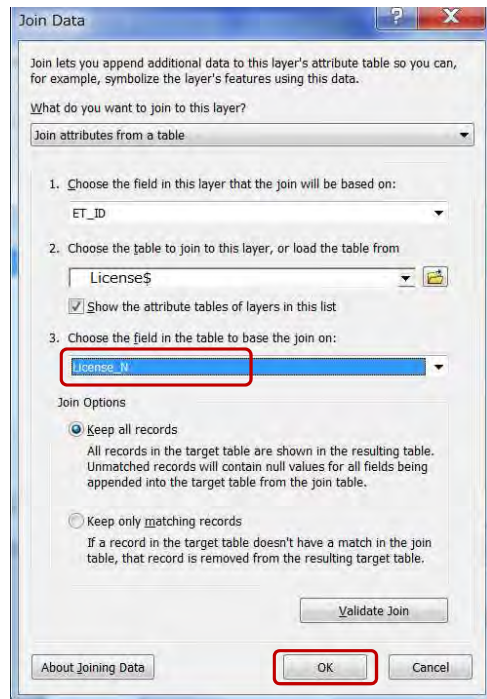 Join Data
Join lets you append additional data to this layer's attribute table so you can,
for example, symbolize the layer's features using this data.
What do you want to join to this layer?
Join attributes from a table
1. Choose the field in this layer that the join will be based on:
ET_ID
2. Choose the table to join to this layer, or load the table from
License$
Show the attribute tables of layers in this list
3. Choose the field in the table to base the join on:
License_N
Join Options
Keep all records
All records in the target table are shown in the resulting table.
Unmatched records will contain null values for all fields being
appended into the target table from the join table.
Keep only matching records
If a record in the target table doesn't have a match in the join
table, that record is removed from the resulting target table.
Validate Join
About Joining Data
OK
Cancel